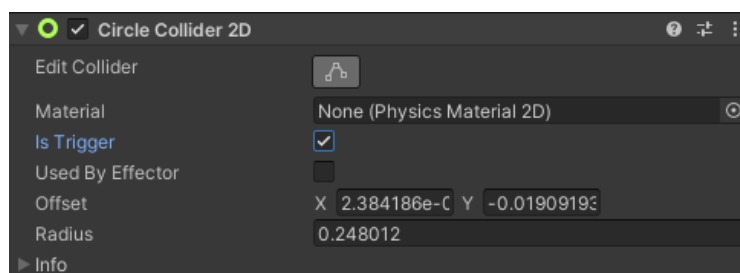 Circle Collider 2D
Edit Collider
Material None (Physics Material 2D)
Is Trigger
Used By Effector
Offset X 2.384186e-0 Y -0.01909193
Radius 0.248012
Info